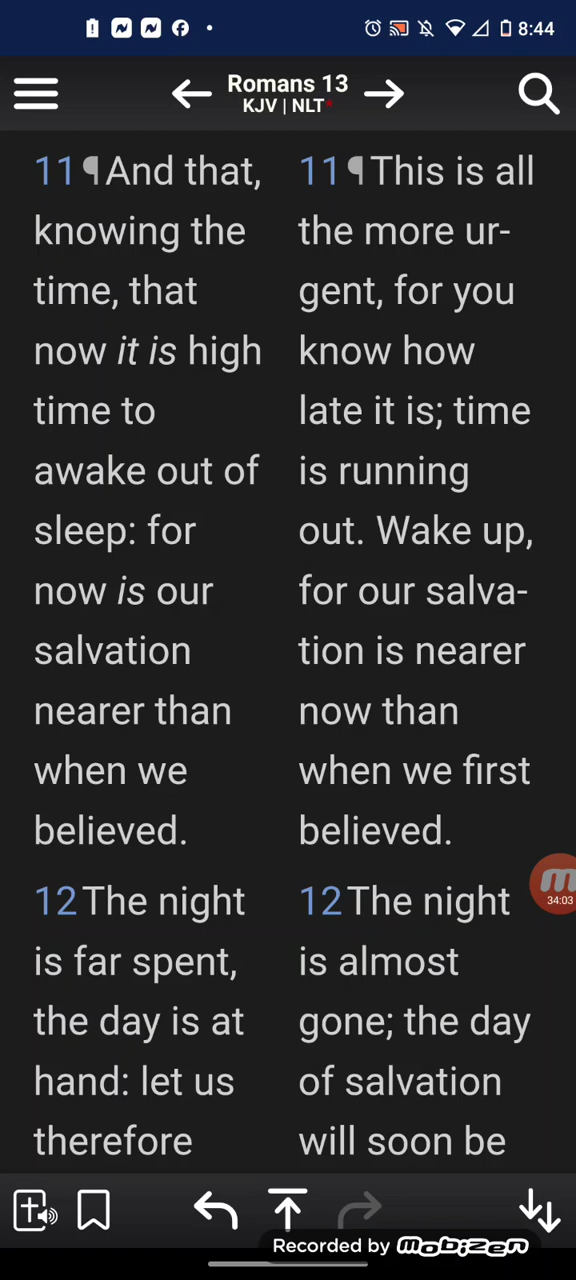 8:44
Romans 13
KJV | NLT*
11 ¶ And that,
knowing the
time, that
now it is high
time to
awake out of
sleep: for
now is our
salvation
nearer than
when we
believed.
12 The night
is far spent,
the day is at
hand: let us
therefore
11 ¶ This is all
the more ur-
gent, for you
know how
late it is; time
is running
out. Wake up,
for our salva-
tion is nearer
now than
when we first
believed.
12 The night
is almost
gone; the day
of salvation
will soon be
34:03
Recorded by mobizen